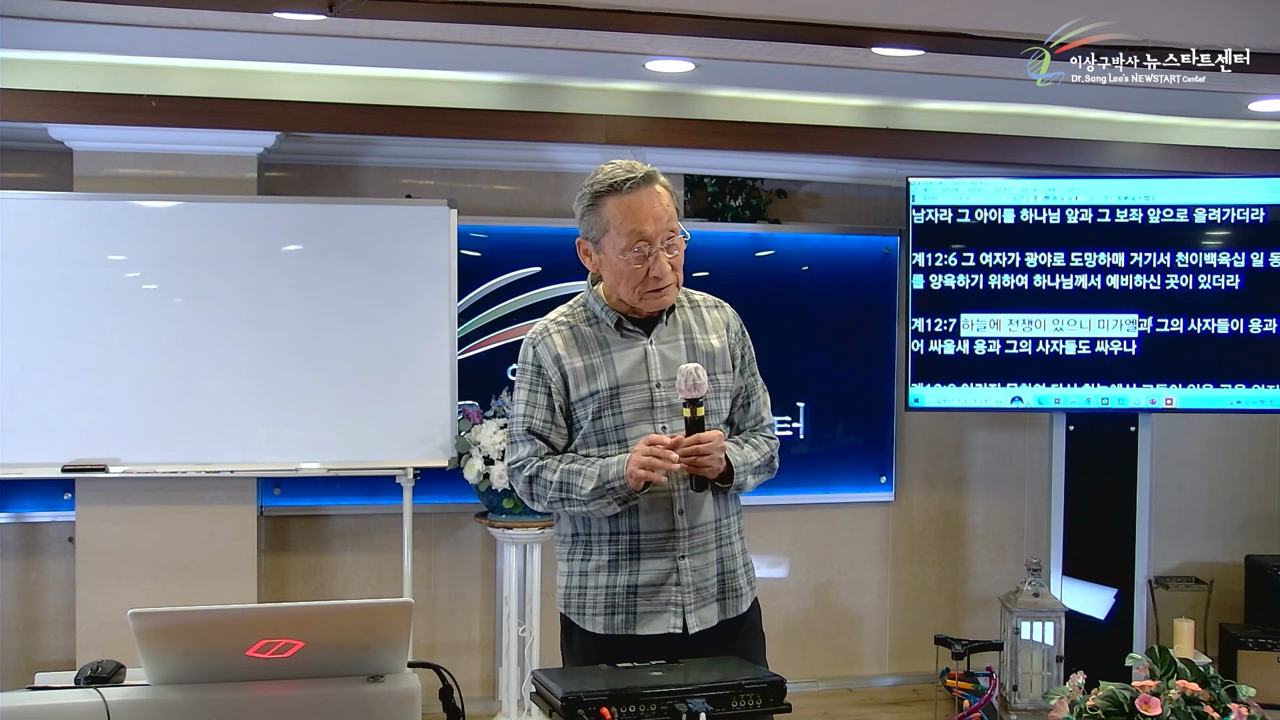 이상구박사 뉴스타트센터
Dr. Sang Lee's NEWSTART Center
남자라 그 아이를 하나님 앞과 그 보좌 앞으로 올려가더라
계12:6 그 여자가 광야로 도망하매 거기서 천이백육십 일 동
를 양육하기 위하여 하나님께서 예비하신 곳이 있더라
계12:7 하늘에 전쟁이 있으니 미가엘과 그의 사자들이 용과
어 싸울새 용과 그의 사자들도 싸우나
터